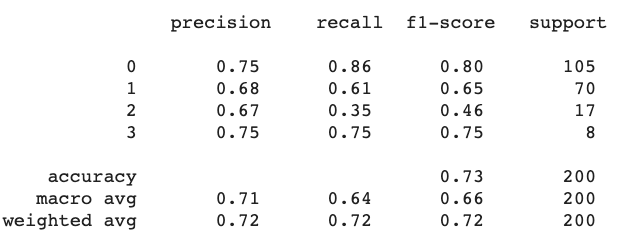 precision recall f1-score support
0 0.75 0.86 0.80 105
1 0.68 0.61 0.65 70
2 0.67 0.35 0.46 17
3 0.75 0.75 0.75 8
accuracy 0.73 200
macro avg 0.71 0.64 0.66 200
weighted avg 0.72 0.72 0.72 200